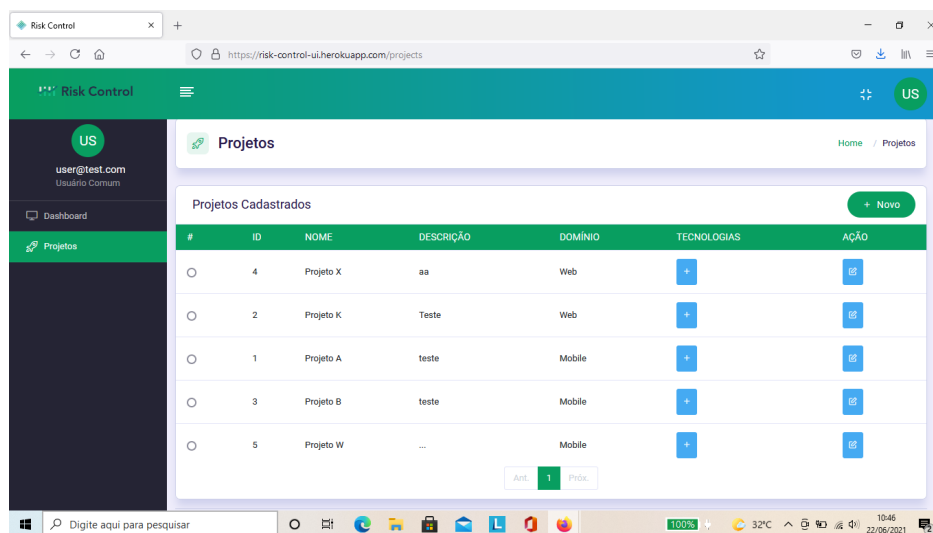 Risk Control
https://risk-control-ui.herokuapp.com/projects
Risk Control
US
US
user@test.com
Usuário Comum
Dashboard
Projetos
Projetos
Home / Projetos
Projetos Cadastrados
+ Novo
# ID NOME DESCRIÇÃO DOMÍNIO TECNOLOGIAS AÇÃO
4 Projeto X aa Web +
2 Projeto K Teste Web +
1 Projeto A teste Mobile +
3 Projeto B teste Mobile +
5 Projeto W ... Mobile +
Ant. 1 Próx.
Digite aqui para pesquisar
L
100%
32°C
10:46
22/06/2021
2